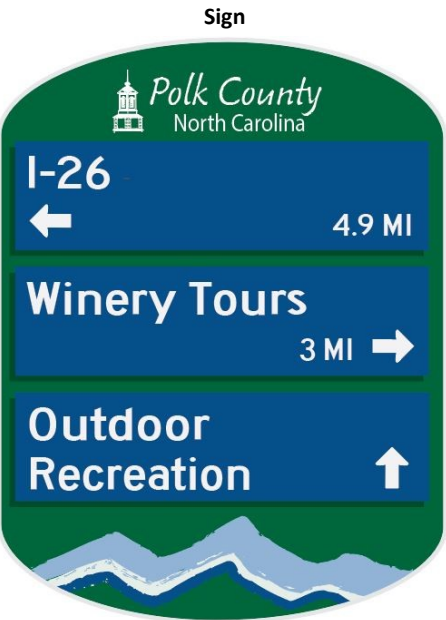 Sign
Polk County
North Carolina
I-26
4.9 MI
Winery Tours
3 MI
Outdoor
Recreation